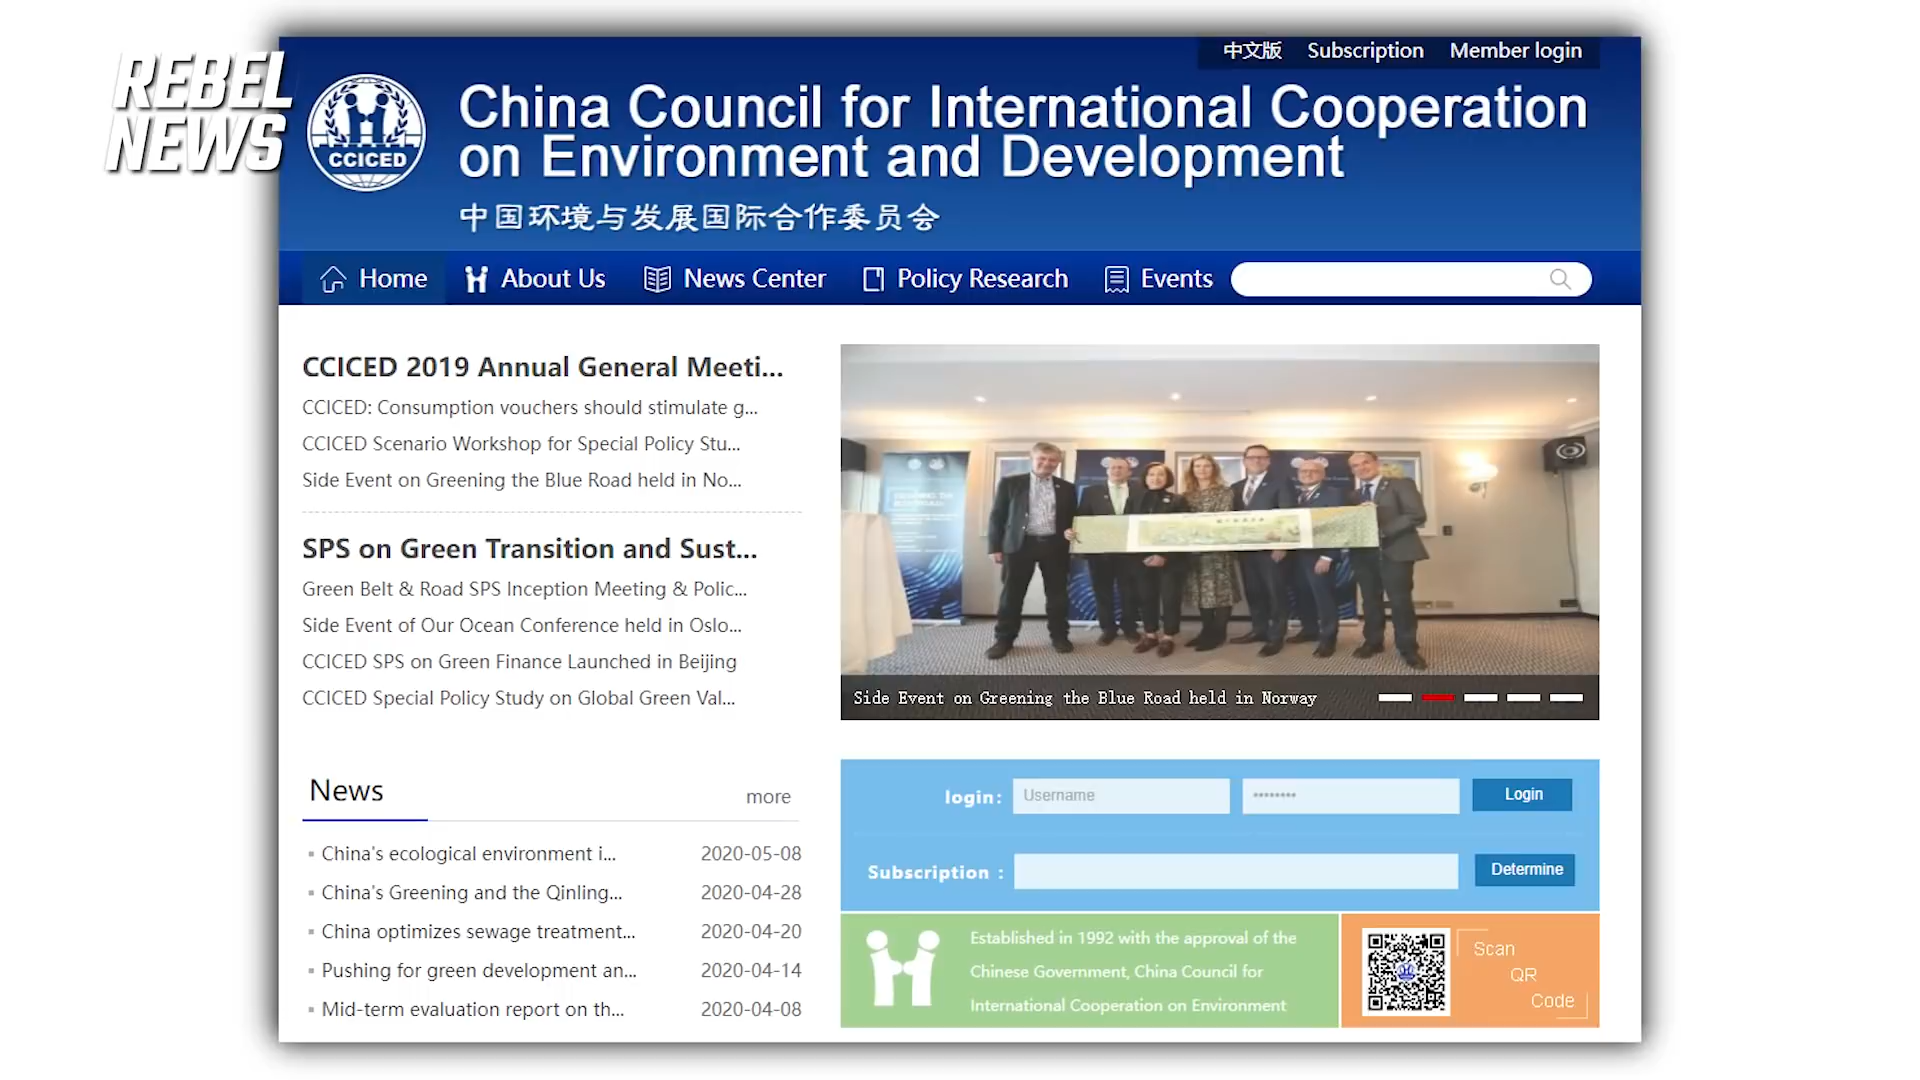 REBEL
NEWS
中文版 Subscription Member login
CCICED
China Council for International Cooperation
on Environment and Development
中国环境与发展国际合作委员会
Home About Us News Center Policy Research Events
CCICED 2019 Annual General Meeti...
CCICED: Consumption vouchers should stimulate g...
CCICED Scenario Workshop for Special Policy Stu...
Side Event on Greening the Blue Road held in No...
SPS on Green Transition and Sust...
Green Belt & Road SPS Inception Meeting & Polic...
Side Event of Our Ocean Conference held in Oslo...
CCICED SPS on Green Finance Launched in Beijing
CCICED Special Policy Study on Global Green Val...
Side Event on Greening the Blue Road held in Norway
News more
China's ecological environment i... 2020-05-08
China's Greening and the Qinling... 2020-04-28
China optimizes sewage treatment... 2020-04-20
Pushing for green development an... 2020-04-14
Mid-term evaluation report on th... 2020-04-08
login: Username ******** Login
Subscription : Determine
Established in 1992 with the approval of the
Chinese Government, China Council for
International Cooperation on Environment
Scan
QR
Code